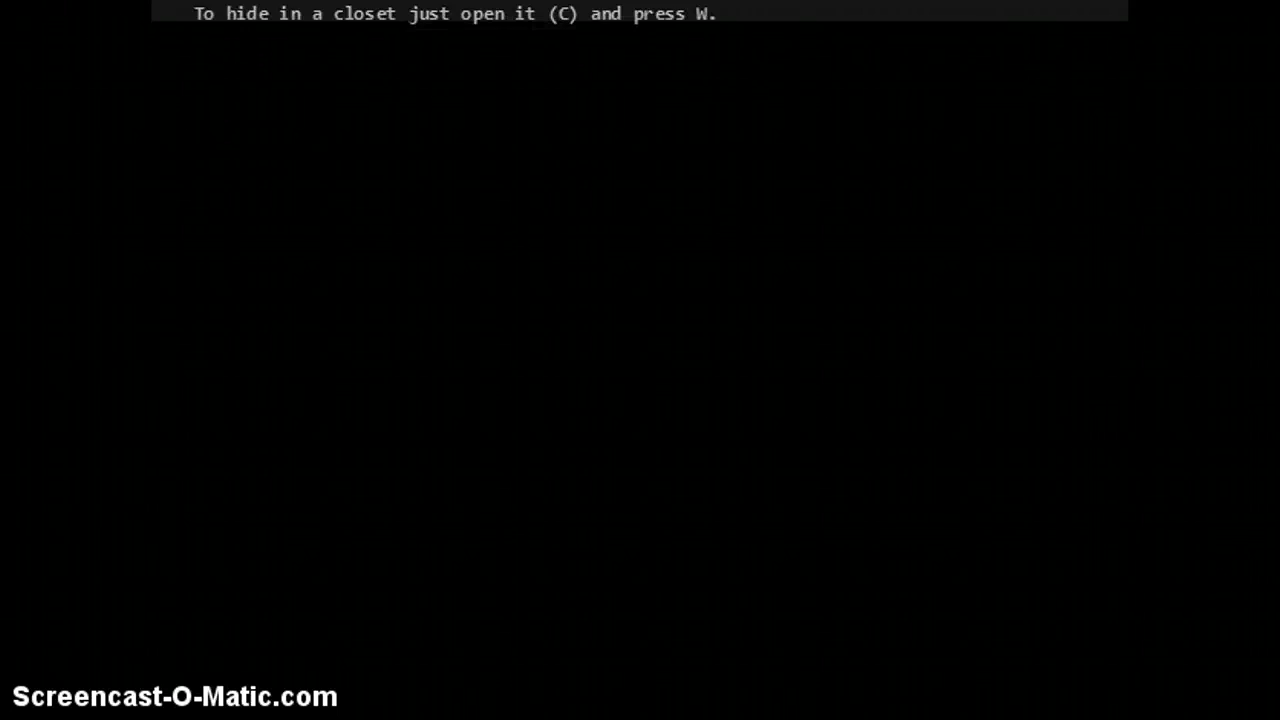 To hide in a closet just open it (C) and press W.
Screencast-O-Matic.com